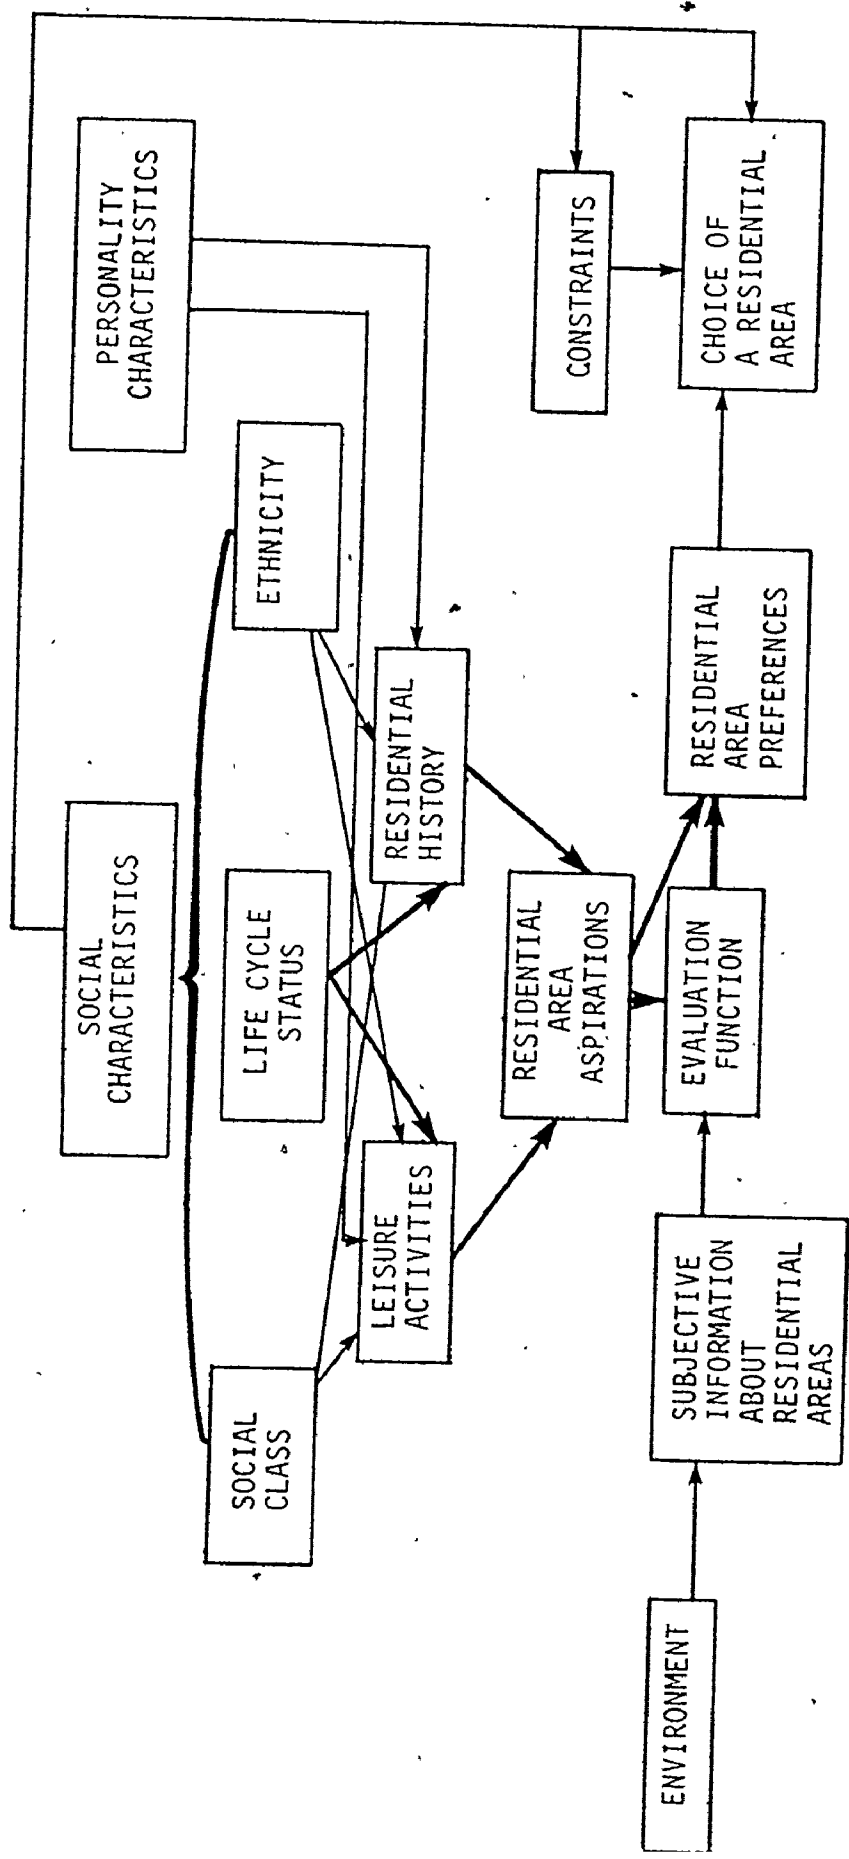 SOCIAL
CHARACTERISTICS
PERSONALITY
CHARACTERISTICS
SOCIAL
CLASS
LIFE CYCLE
STATUS
ETHNICITY
LEISURE
ACTIVITIES
RESIDENTIAL
HISTORY
RESIDENTIAL
AREA
ASPIRATIONS
CONSTRAINTS
ENVIRONMENT
SUBJECTIVE
INFORMATION
ABOUT
RESIDENTIAL
AREAS
EVALUATION
FUNCTION
RESIDENTIAL
AREA
PREFERENCES
CHOICE OF
A RESIDENTIAL
AREA